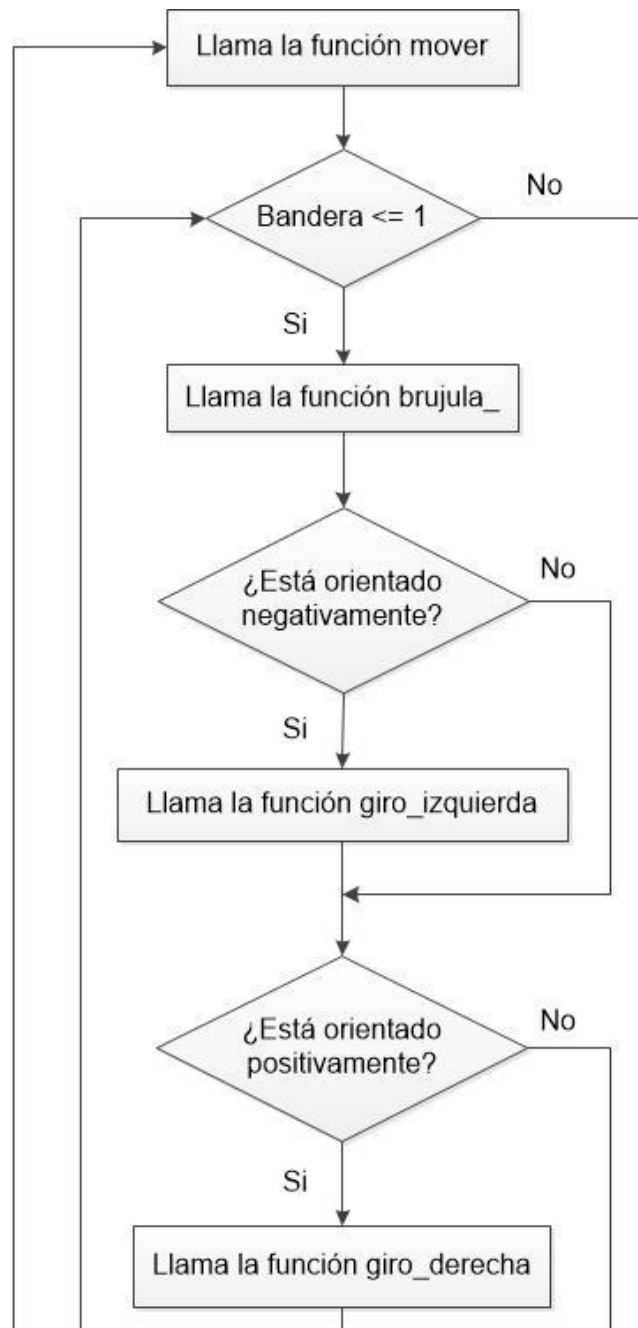 Llama la función mover
Bandera <= 1
No
Si
Llama la función brujula_
¿Está orientado
negativamente?
No
Si
Llama la función giro_izquierda
¿Está orientado
positivamente?
No
Si
Llama la función giro_derecha